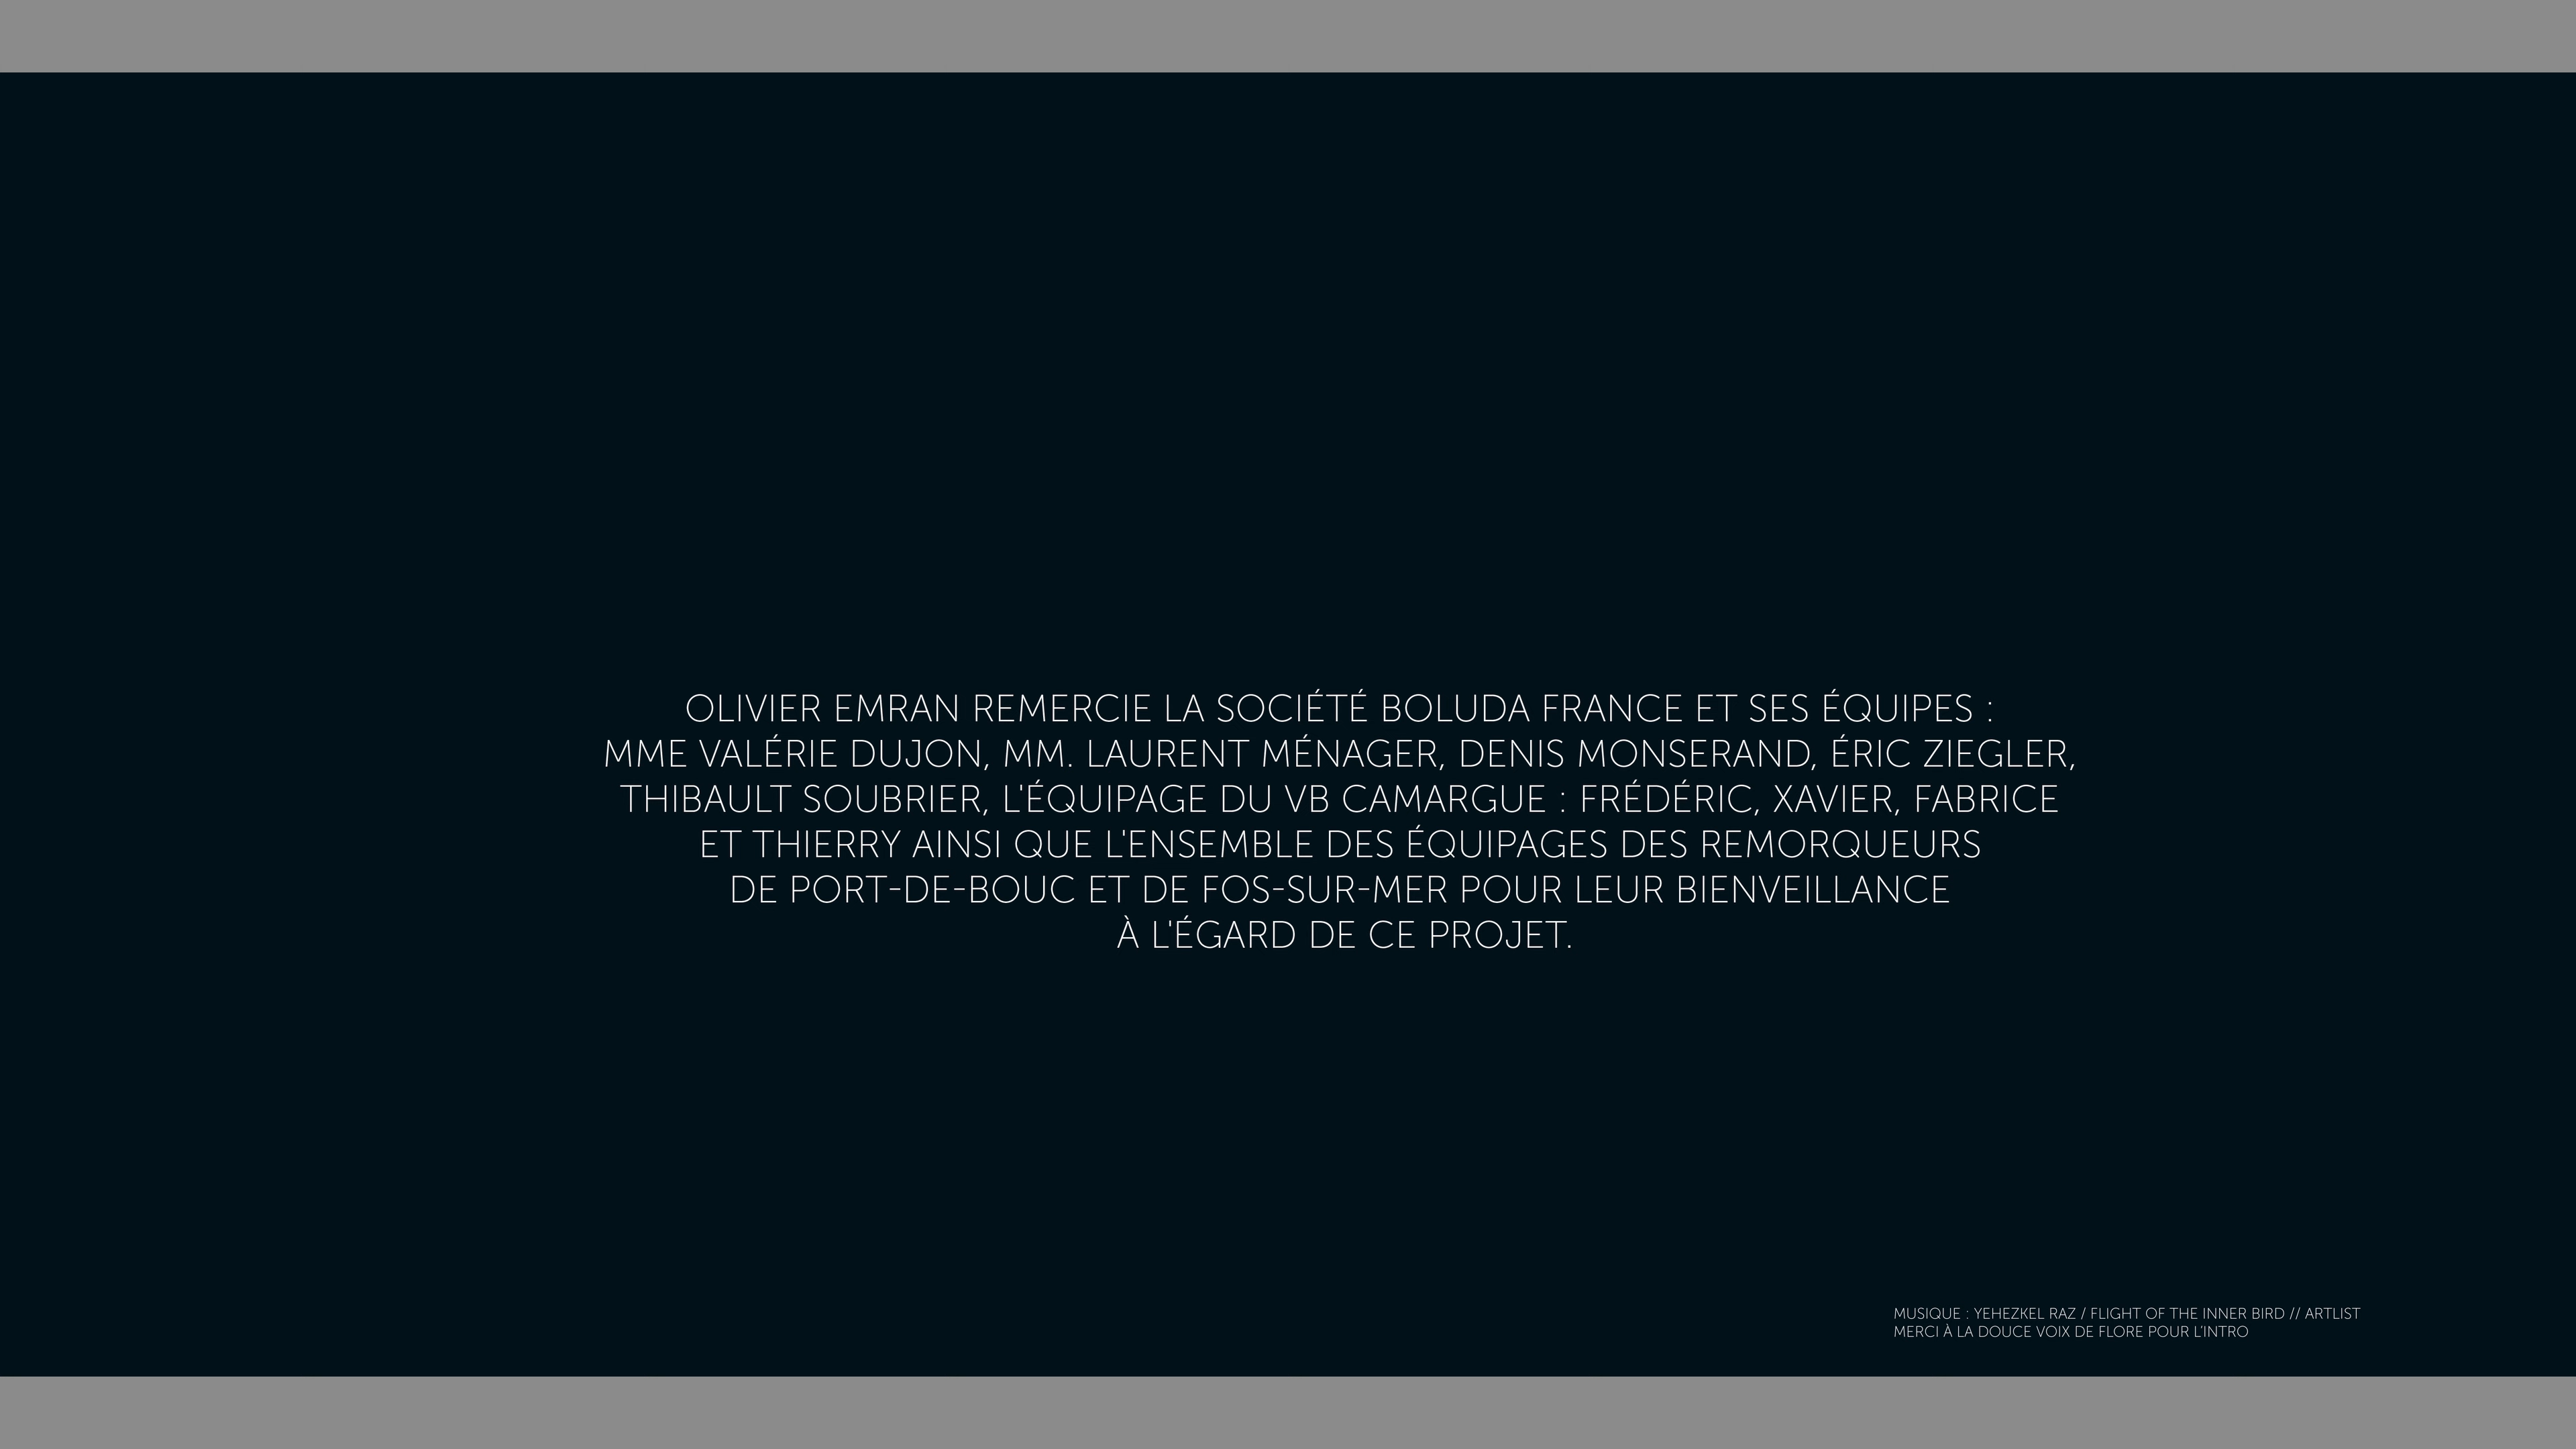 OLIVIER EMRAN REMERCIE LA SOCIÉTÉ BOLUDA FRANCE ET SES ÉQUIPES :
MME VALÉRIE DUJON, MM. LAURENT MÉNAGER, DENIS MONSERAND, ÉRIC ZIEGLER,
THIBAULT SOUBRIER, L'ÉQUIPAGE DU VB CAMARGUE : FRÉDÉRIC, XAVIER, FABRICE
ET THIERRY AINSI QUE L'ENSEMBLE DES ÉQUIPAGES DES REMORQUEURS
DE PORT-DE-BOUC ET DE FOS-SUR-MER POUR LEUR BIENVEILLANCE
À L'ÉGARD DE CE PROJET.
MUSIQUE : YEHEZKEL RAZ / FLIGHT OF THE INNER BIRD // ARTLIST
MERCI À LA DOUCE VOIX DE FLORE POUR L'INTRO